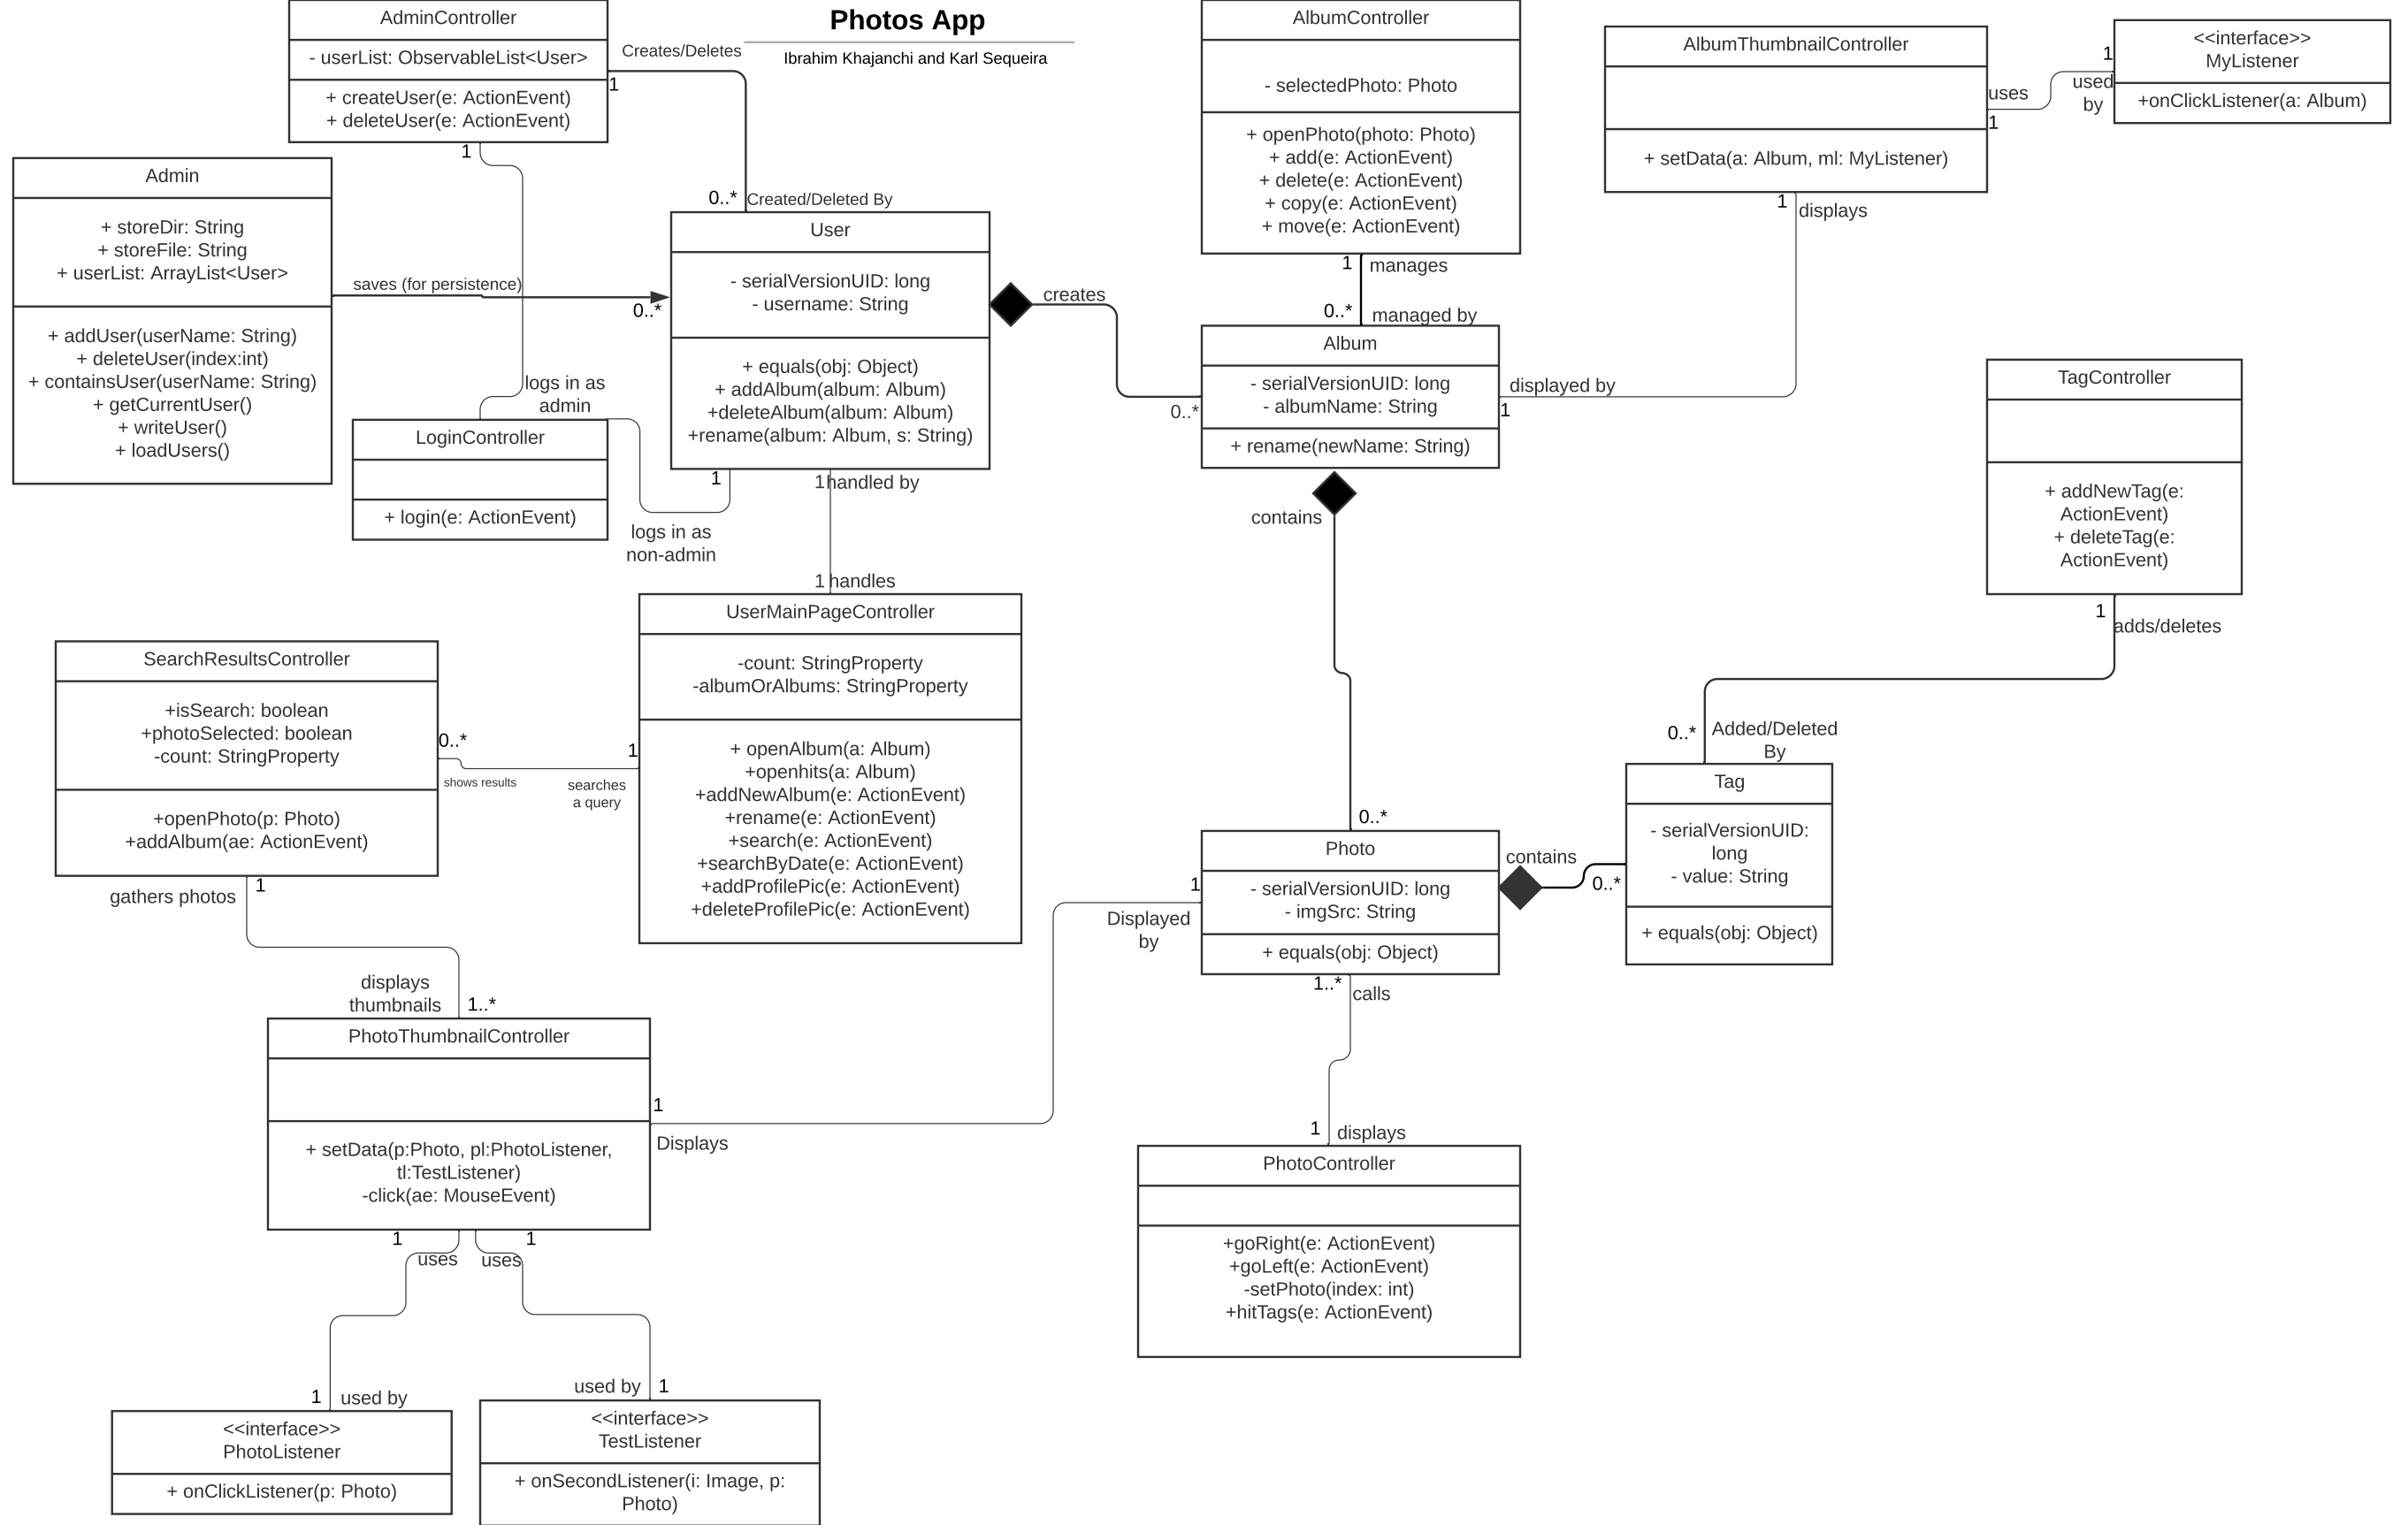 Photos App
Ibrahim Khajanchi and Karl Sequeira
AdminController
- userList: ObservableList<User>
+ createUser(e: ActionEvent)
+ deleteUser(e: ActionEvent)
Creates/Deletes
1
1
0..*
Created/Deleted By
Admin
+ storeDir: String
+ storeFile: String
+ userList: ArrayList<User>
+ addUser(userName: String)
+ deleteUser(index:int)
+ containsUser(userName: String)
+ getCurrentUser()
+ writeUser()
+ loadUsers()
saves (for persistence)
0..*
User
- serialVersionUID: long
- username: String
+ equals(obj: Object)
+ addAlbum(album: Album)
+deleteAlbum(album: Album)
+rename(album: Album, s: String)
creates
0..*
logs in as
admin
LoginController
+ login(e: ActionEvent)
1
logs in as
non-admin
1
handled by
1
handles
AlbumController
- selectedPhoto: Photo
+ openPhoto(photo: Photo)
+ add(e: ActionEvent)
+ delete(e: ActionEvent)
+ copy(e: ActionEvent)
+ move(e: ActionEvent)
1
manages
0..*
managed by
Album
- serialVersionUID: long
- albumName: String
+ rename(newName: String)
displayed by
1
contains
AlbumThumbnailController
+ setData(a: Album, ml: MyListener)
1
displays
uses
1
1
used
by
<<interface>>
MyListener
+onClickListener(a: Album)
TagController
+ addNewTag(e:
ActionEvent)
+ deleteTag(e:
ActionEvent)
1
adds/deletes
0..*
Added/Deleted
By
Tag
- serialVersionUID:
long
- value: String
+ equals(obj: Object)
UserMainPageController
-count: StringProperty
-albumOrAlbums: StringProperty
+ openAlbum(a: Album)
+openhits(a: Album)
+addNewAlbum(e: ActionEvent)
+rename(e: ActionEvent)
+search(e: ActionEvent)
+searchByDate(e: ActionEvent)
+addProfilePic(e: ActionEvent)
+deleteProfilePic(e: ActionEvent)
SearchResultsController
+isSearch: boolean
+photoSelected: boolean
-count: StringProperty
+openPhoto(p: Photo)
+addAlbum(ae: ActionEvent)
0..*
1
shows results
searches
a query
gathers photos
1
displays
thumbnails
1..*
0..*
Photo
- serialVersionUID: long
- imgSrc: String
+ equals(obj: Object)
contains
0..*
1
Displayed
by
1..*
calls
PhotoThumbnailController
+ setData(p:Photo, pl:PhotoListener,
tl:TestListener)
-click(ae: MouseEvent)
1
Displays
1
displays
PhotoController
+goRight(e: ActionEvent)
+goLeft(e: ActionEvent)
-setPhoto(index: int)
+hitTags(e: ActionEvent)
1
uses
uses
1
1
used by
used by
1
<<interface>>
PhotoListener
+ onClickListener(p: Photo)
<<interface>>
TestListener
+ onSecondListener(i: Image, p:
Photo)